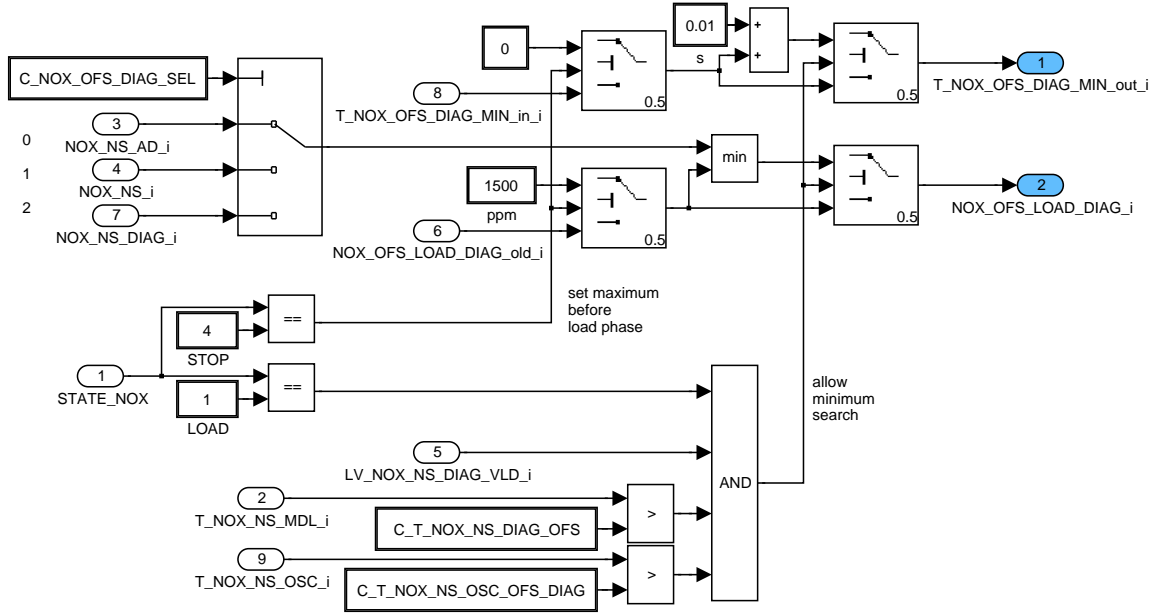 0
0.01
s
+
+
0.5
0.5
1
T_NOX_OFS_DIAG_MIN_out_i
C_NOX_OFS_DIAG_SEL
8
T_NOX_OFS_DIAG_MIN_in_i
0
1
2
3
NOX_NS_AD_i
4
NOX_NS_i
7
NOX_NS_DIAG_i
min
1500
ppm
0.5
0.5
6
NOX_OFS_LOAD_DIAG_old_i
2
NOX_OFS_LOAD_DIAG_i
set maximum
before
load phase
==
4
STOP
1
STATE_NOX
==
1
LOAD
allow
minimum
search
5
LV_NOX_NS_DIAG_VLD_i
AND
2
T_NOX_NS_MDL_i
>
C_T_NOX_NS_DIAG_OFS
9
T_NOX_NS_OSC_i
>
C_T_NOX_NS_OSC_OFS_DIAG